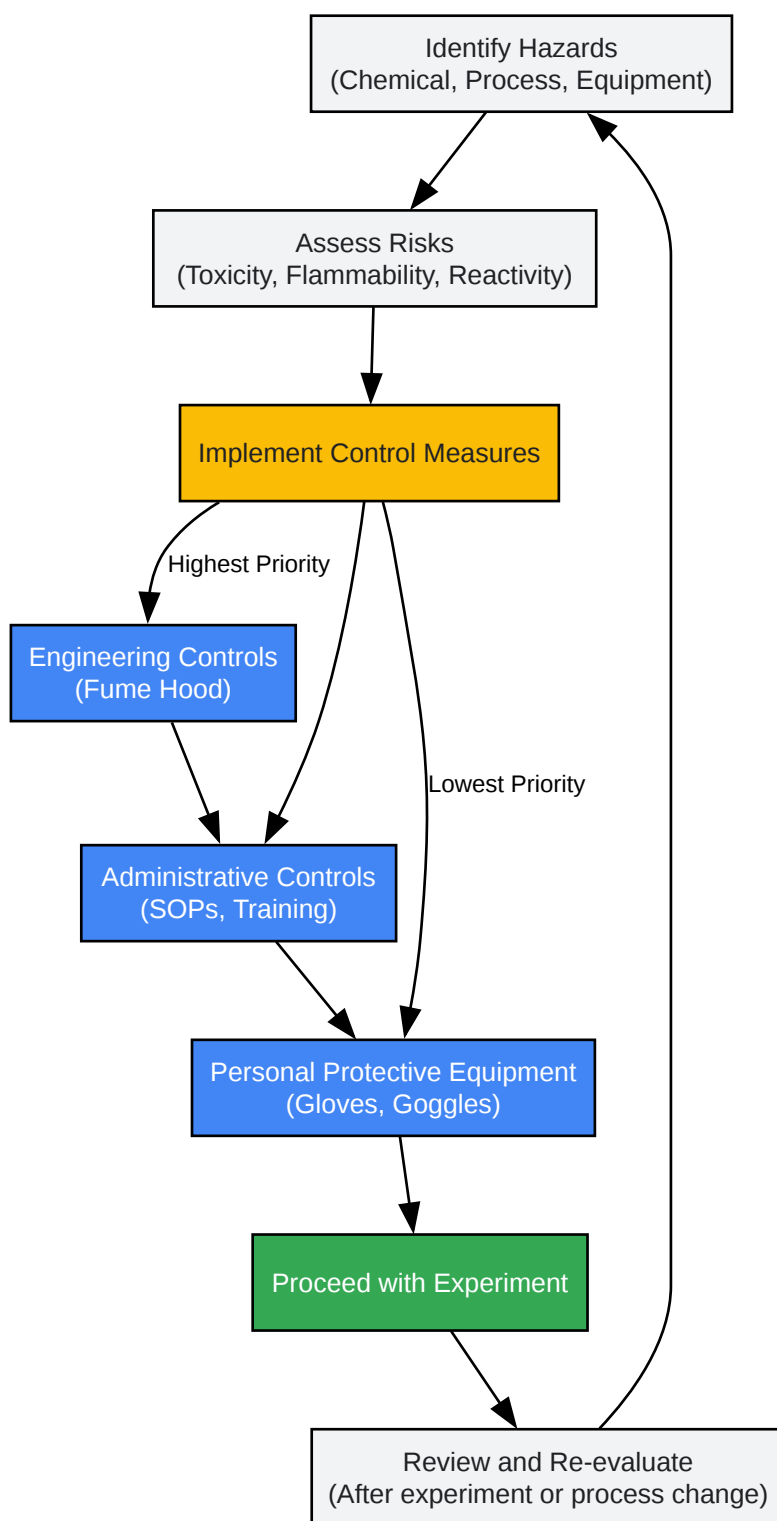 Identify Hazards
(Chemical, Process, Equipment)
Assess Risks
(Toxicity, Flammability, Reactivity)
Implement Control Measures
Highest Priority
Engineering Controls
(Fume Hood)
Lowest Priority
Administrative Controls
(SOPs, Training)
Personal Protective Equipment
(Gloves, Goggles)
Proceed with Experiment
Review and Re-evaluate
(After experiment or process change)